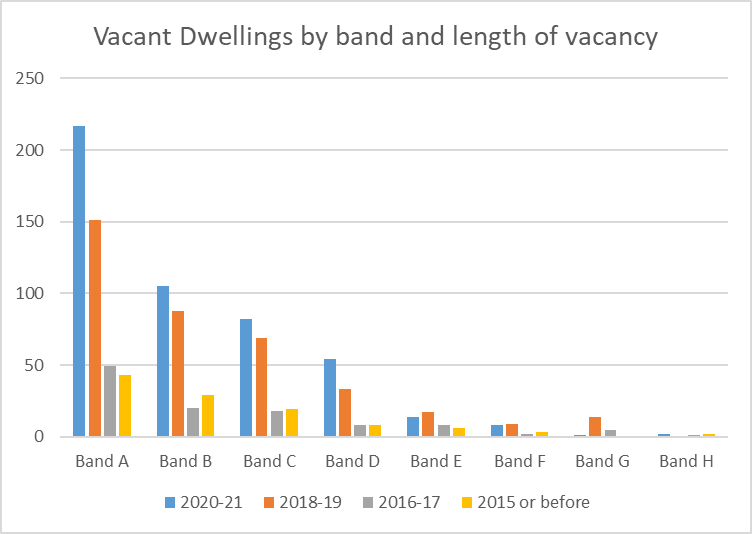 Vacant Dwellings by band and length of vacancy
250
200
150
100
50
0
Band A Band B Band C Band D Band E Band F Band G Band H
2020-21 2018-19 2016-17 2015 or before